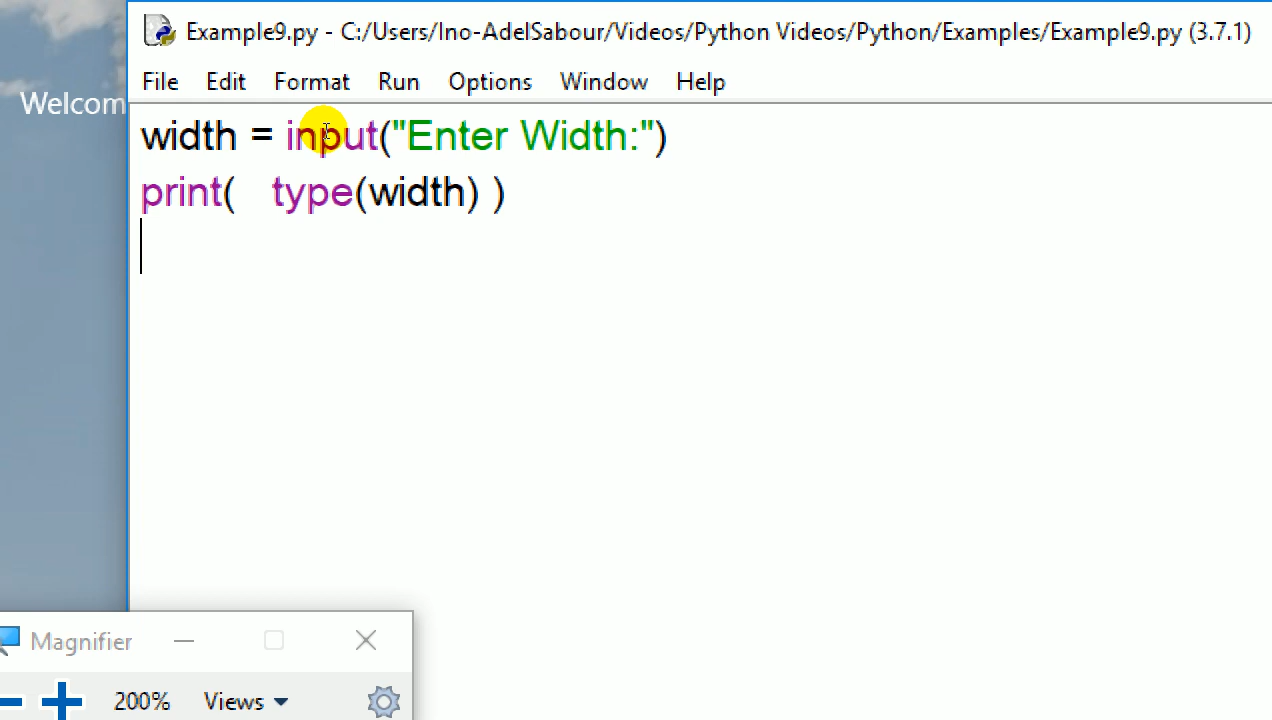 Example9.py - C:/Users/Ino-AdelSabour/Videos/Python Videos/Python/Examples/Example9.py (3.7.1)
File Edit Format Run Options Window Help
Welcom
width = input("Enter Width:")
print(   type(width) )
Magnifier
200% Views